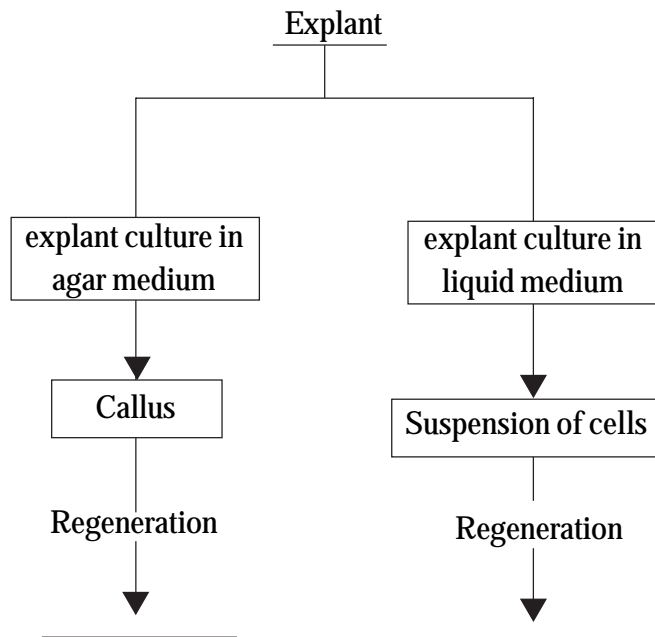 Explant
explant culture in
agar medium
explant culture in
liquid medium
Callus
Suspension of cells
Regeneration
Regeneration